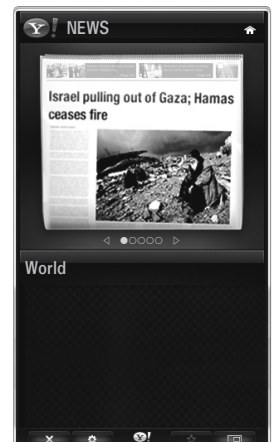 Y! NEWS
Israel pulling out of Gaza; Hamas
ceases fire
World
Y!